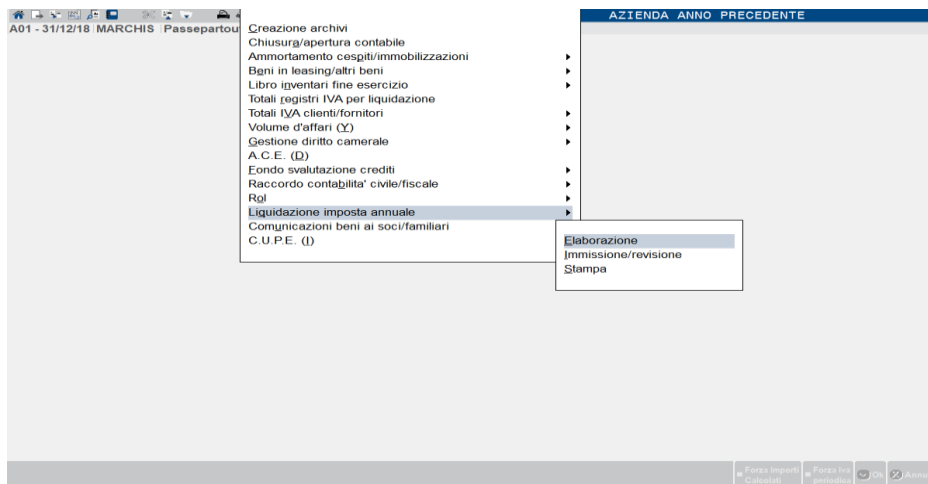 AZIENDA ANNO PRECEDENTE
A01 - 31/12/18 MARCHIS Passepartou
Creazione archivi
Chiusura/apertura contabile
Ammortamento cespiti/immobilizzazioni
Beni in leasing/altri beni
Libro inventari fine esercizio
Totali registri IVA per liquidazione
Totali IVA clienti/fornitori
Volume d'affari (Y)
Gestione diritto camerale
A.C.E. (D)
Fondo svalutazione crediti
Raccordo contabilita' civile/fiscale
Rol
Liquidazione imposta annuale
Comunicazioni beni ai soci/familiari
C.U.P.E. (I)
Elaborazione
Immissione/revisione
Stampa
Forza Importi Calcolati
Forza Iva periodica
Ok
Annu